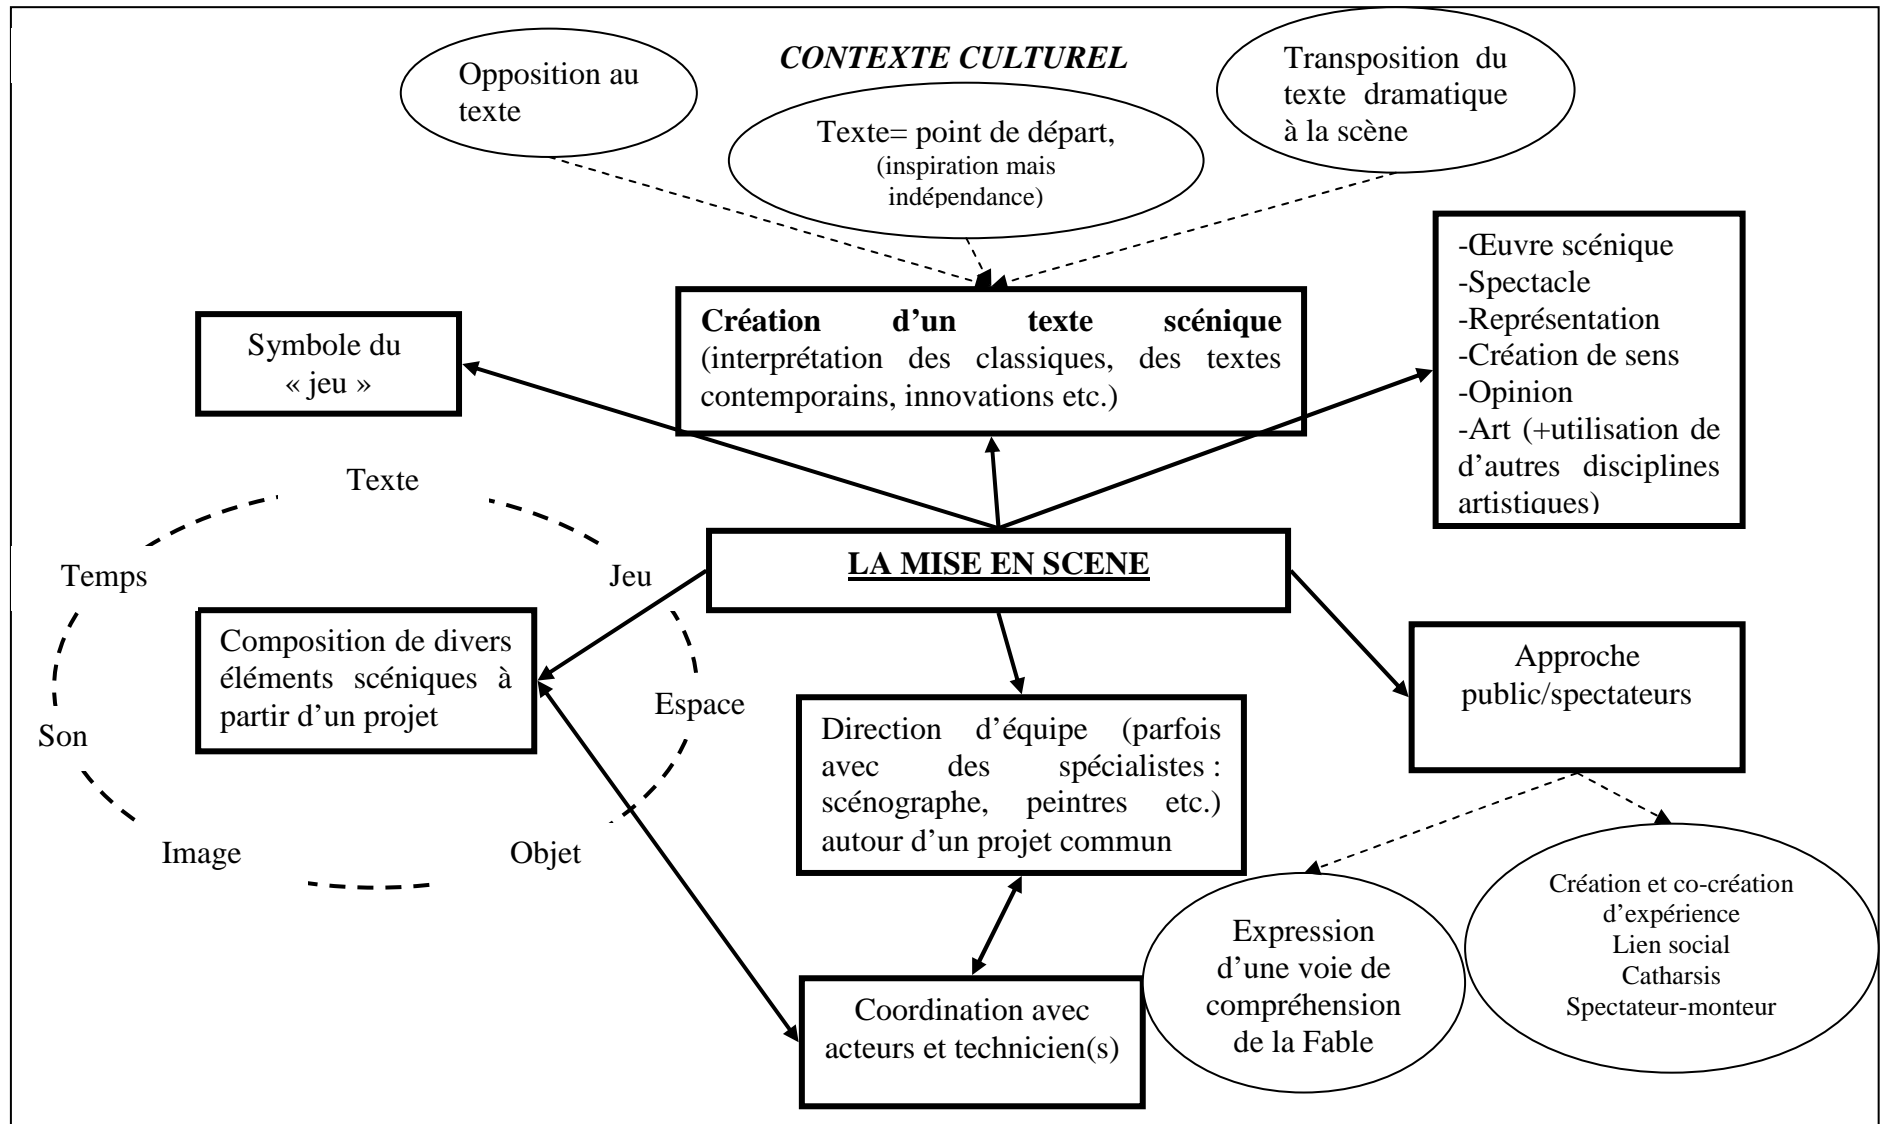 CONTEXTE CULTUREL
Opposition au
texte
Texte= point de départ,
(inspiration mais
indépendance)
Transposition du
texte dramatique
à la scène
Symbole du
« jeu »
Création d’un texte scénique
(interprétation des classiques, des textes
contemporains, innovations etc.)
-Œuvre scénique
-Spectacle
-Représentation
-Création de sens
-Opinion
-Art (+utilisation de
d’autres disciplines
artistiques)
LA MISE EN SCENE
Texte
Temps
Jeu
Composition de divers
éléments scéniques à
partir d’un projet
Espace
Son
Image
Objet
Direction d’équipe (parfois
avec des spécialistes :
scénographe, peintres etc.)
autour d’un projet commun
Approche
public/spectateurs
Coordination avec
acteurs et technicien(s)
Expression
d’une voie de
compréhension
de la Fable
Création et co-création
d’expérience
Lien social
Catharsis
Spectateur-monteur